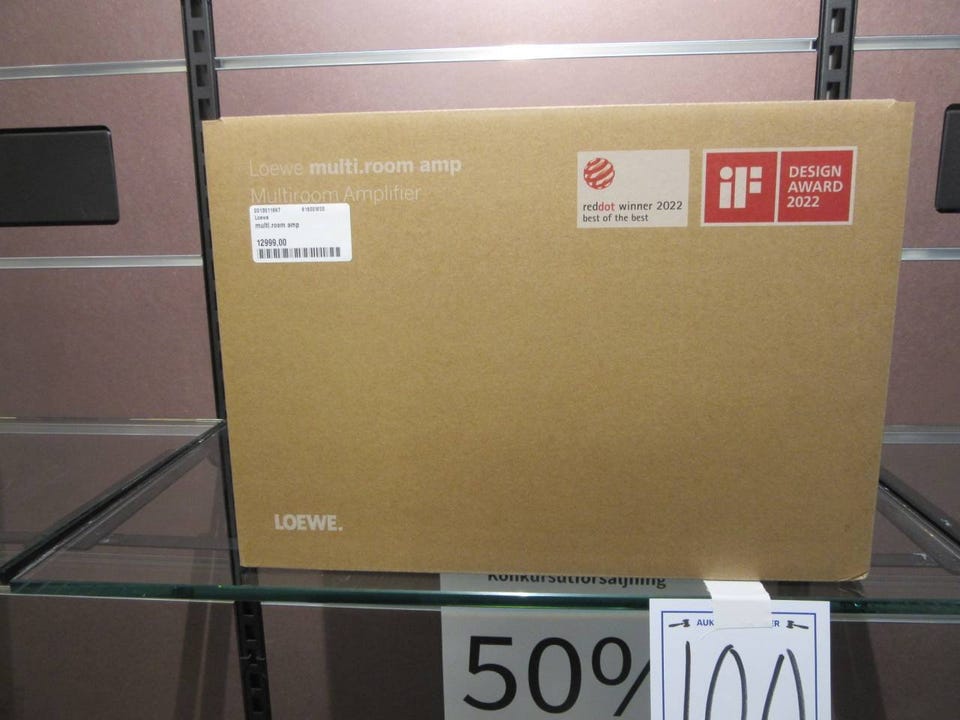 Loewe multi.room amp
Multiroom Amplifier
Loewe
multi.room amp
12999,00
reddot winner 2022
best of the best
iF
DESIGN
AWARD
2022
LOEWE.
Konkursutförsäljning
50%
100